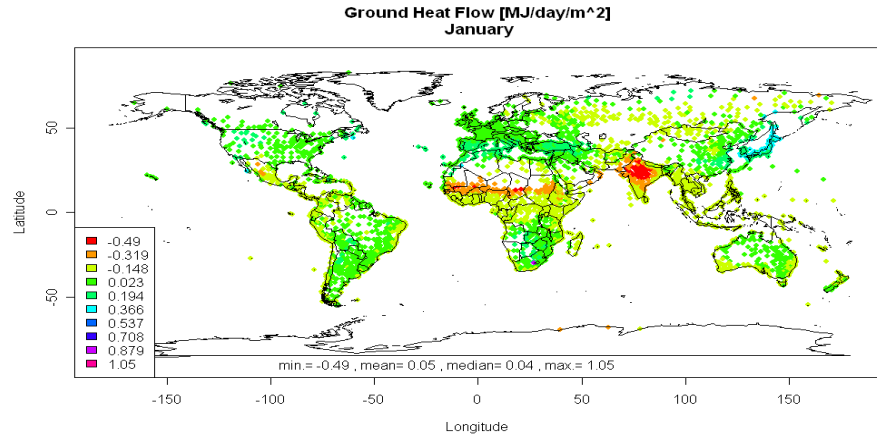 Ground Heat Flow [MJ/day/m^2]
January
Latitude
50
0
-50
-0.49
-0.319
-0.148
0.023
0.194
0.366
0.537
0.708
0.879
1.05
min.= -0.49 , mean= 0.05 , median= 0.04 , max.= 1.05
-150 -100 -50 0 50 100 150
Longitude